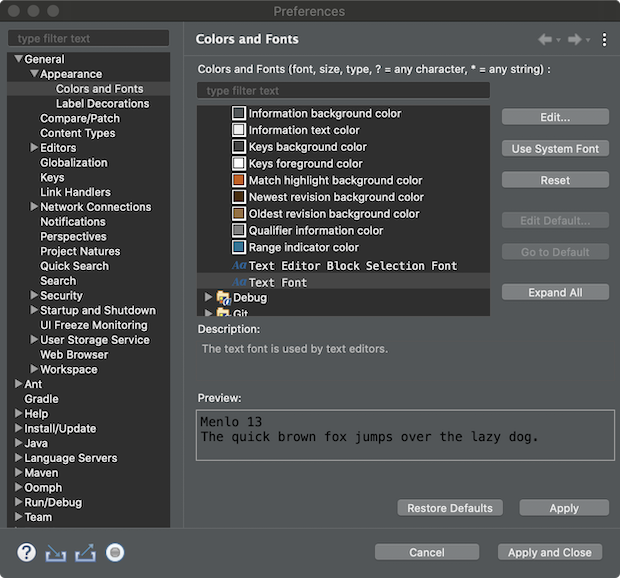 Preferences
type filter text
General
Appearance
Colors and Fonts
Label Decorations
Compare/Patch
Content Types
Editors
Globalization
Keys
Link Handlers
Network Connections
Notifications
Perspectives
Project Natures
Quick Search
Search
Security
Startup and Shutdown
UI Freeze Monitoring
User Storage Service
Web Browser
Workspace
Ant
Gradle
Help
Install/Update
Java
Language Servers
Maven
Oomph
Run/Debug
Team
Colors and Fonts
Colors and Fonts (font, size, type, ? = any character, * = any string) :
type filter text
Information background color
Information text color
Keys background color
Keys foreground color
Match highlight background color
Newest revision background color
Oldest revision background color
Qualifier information color
Range indicator color
Aa Text Editor Block Selection Font
Aa Text Font
Debug
Git
Edit...
Use System Font
Reset
Edit Default...
Go to Default
Expand All
Description:
The text font is used by text editors.
Preview:
Menlo 13
The quick brown fox jumps over the lazy dog.
Restore Defaults
Apply
?
Cancel
Apply and Close